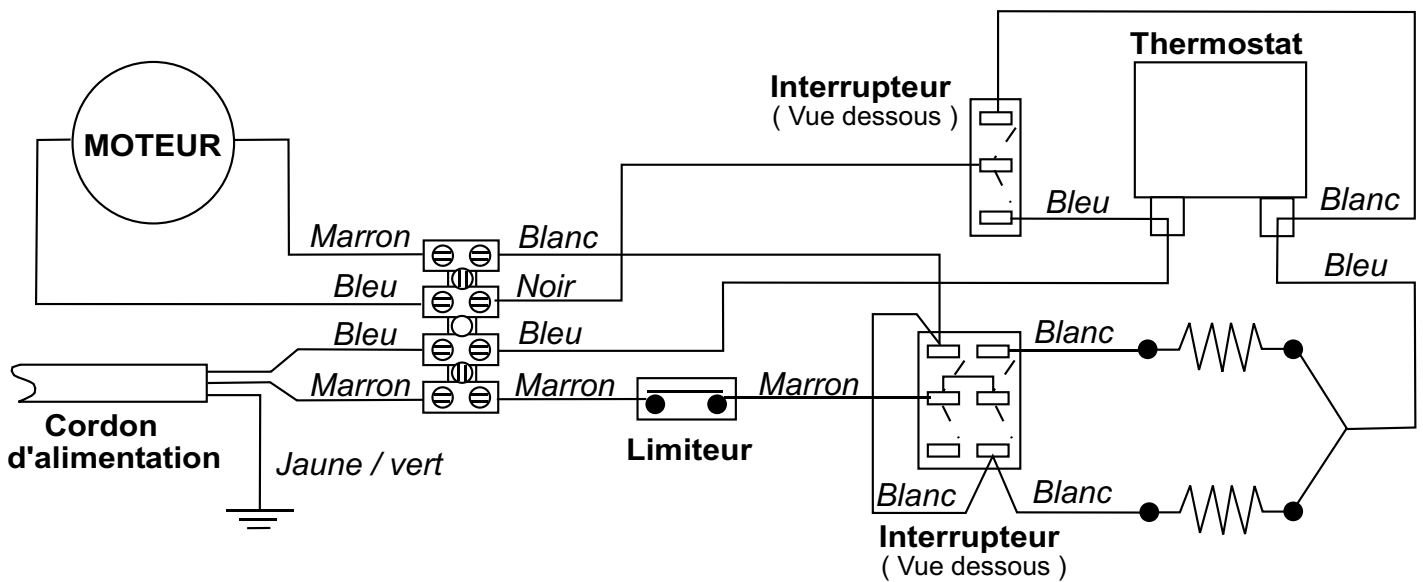 Thermostat
Interrupteur
( Vue dessous )
MOTEUR
Bleu
Blanc
Marron
Blanc
Bleu
Bleu
Noir
Bleu
Bleu
Blanc
Marron
Marron
Marron
Cordon
d'alimentation
Limiteur
Jaune / vert
Blanc
Blanc
Interrupteur
( Vue dessous )